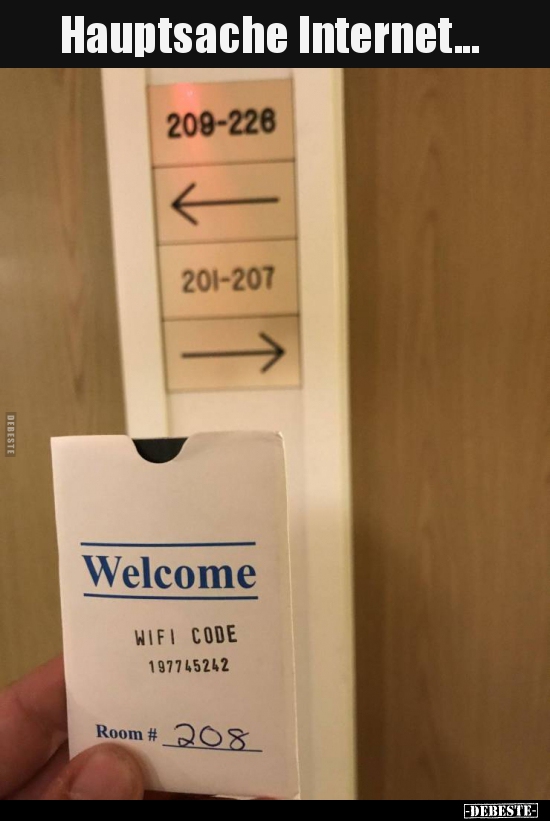 Hauptsache Internet...
209-226
←
201-207
→
DEBESTE
Welcome
WIFI CODE
197745242
Room # 208
-DEBESTE-